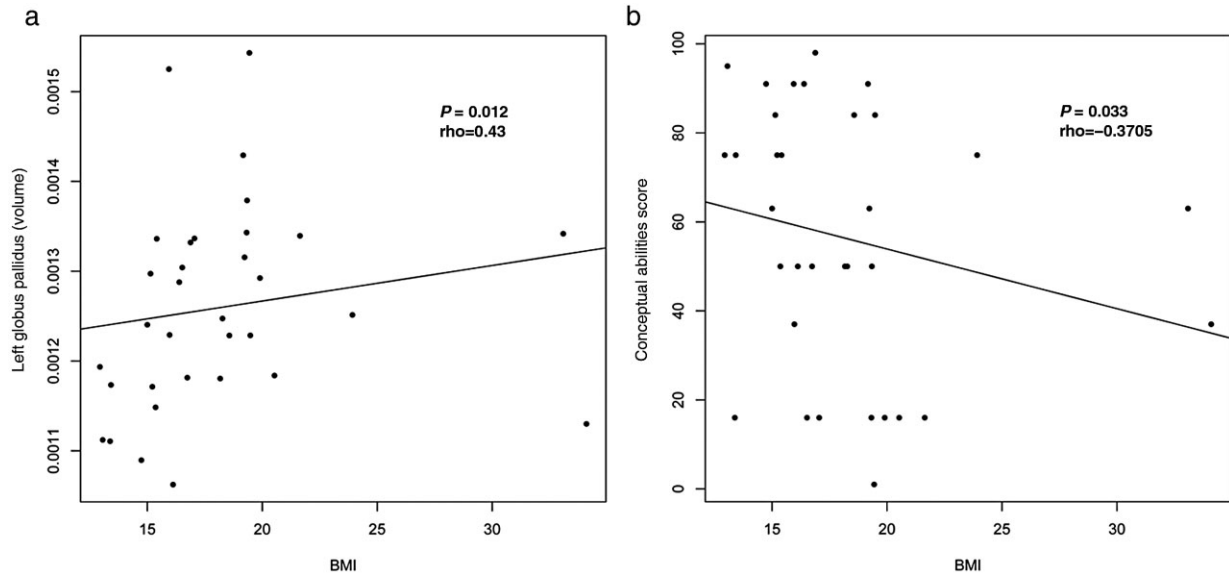 a
P = 0.012
rho=0.43
Left globus pallidus (volume)
0.0015
0.0014
0.0013
0.0012
0.0011
15 20 25 30
BMI
b
P = 0.033
rho=−0.3705
Conceptual abilities score
100
80
60
40
20
0
15 20 25 30
BMI